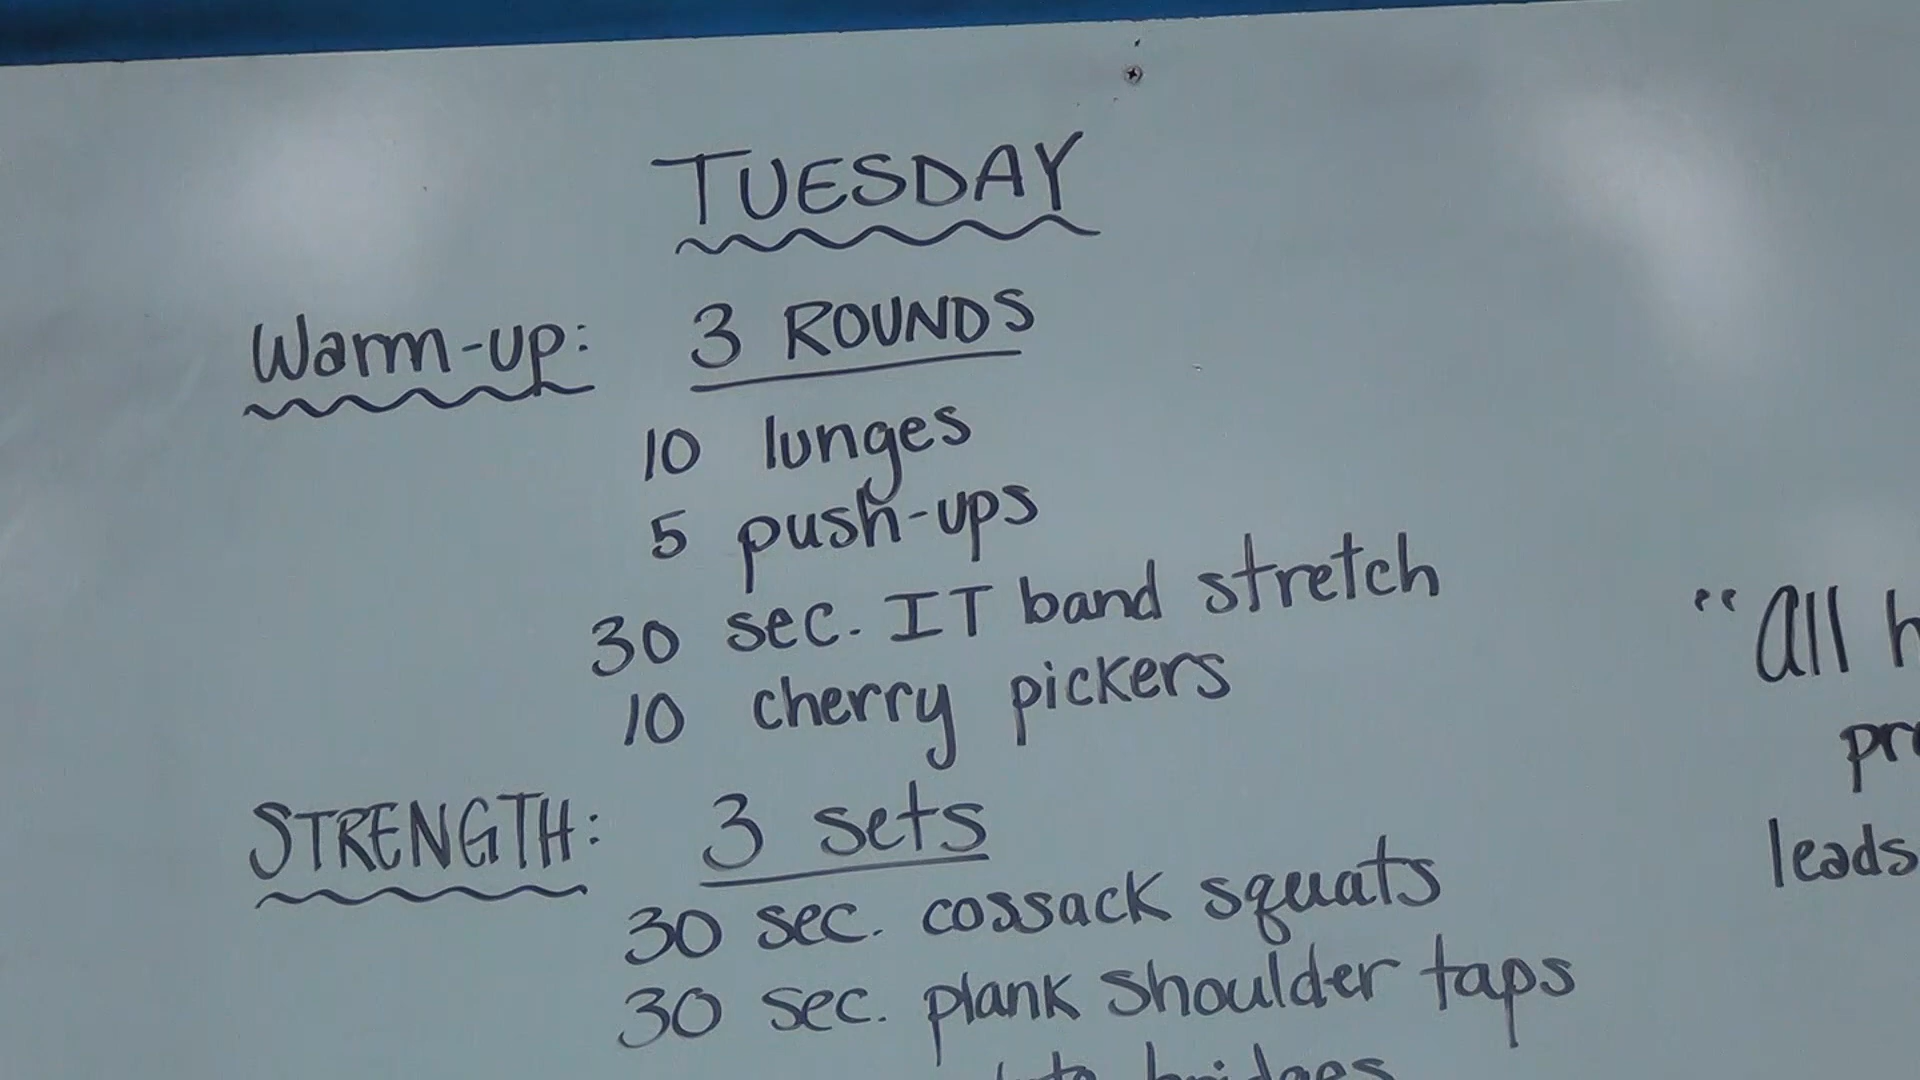 TUESDAY
Warm-up: 3 ROUNDS
10 lunges
5 push-ups
30 sec. IT band stretch
10 cherry pickers
STRENGTH: 3 sets
30 sec. cossack squats
30 sec. plank shoulder taps
bridges
"All
leads